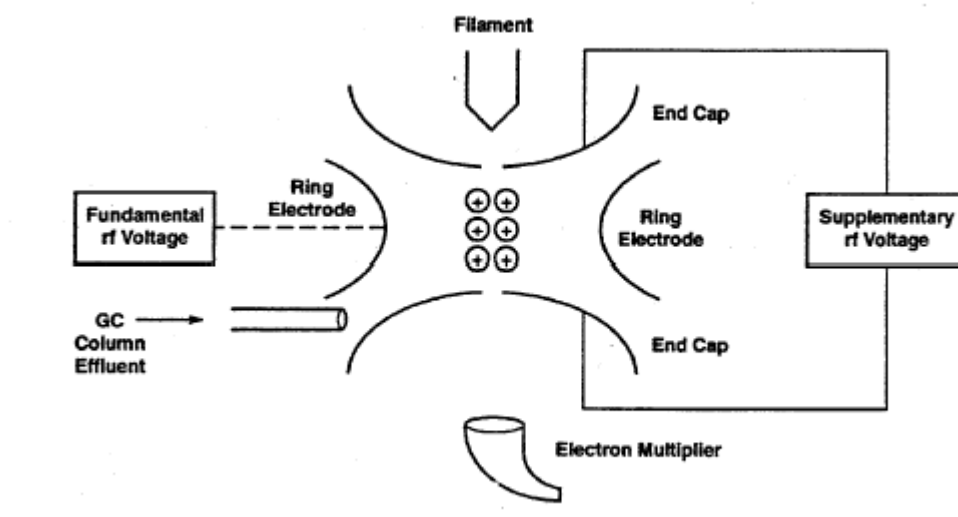 Filament
End Cap
Ring
Electrode
Fundamental
rf Voltage
+ +
+ +
+ +
Ring
Electrode
Supplementary
rf Voltage
GC
Column
Effluent
End Cap
Electron Multiplier